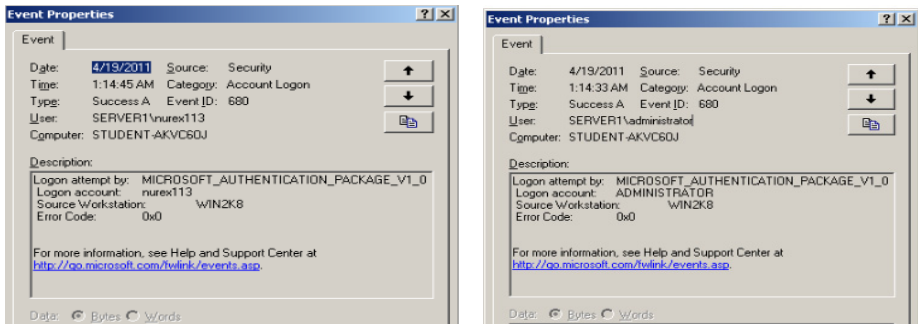 Event Properties
Event
Date: 4/19/2011 Source: Security
Time: 1:14:45 AM Category: Account Logon
Type: Success A Event ID: 680
User: SERVER1\nurex113
Computer: STUDENT-AKVC60J
Description:
Logon attempt by: MICROSOFT_AUTHENTICATION_PACKAGE_V1_0
Logon account: nurex113
Source Workstation: WIN2K8
Error Code: 0x0
For more information, see Help and Support Center at
http://go.microsoft.com/fwlink/events.asp.
Data: Bytes Words
Event Properties
Event
Date: 4/19/2011 Source: Security
Time: 1:14:33 AM Category: Account Logon
Type: Success A Event ID: 680
User: SERVER1\administrator
Computer: STUDENT-AKVC60J
Description:
Logon attempt by: MICROSOFT_AUTHENTICATION_PACKAGE_V1_0
Logon account: ADMINISTRATOR
Source Workstation: WIN2K8
Error Code: 0x0
For more information, see Help and Support Center at
http://go.microsoft.com/fwlink/events.asp.
Data: Bytes Words